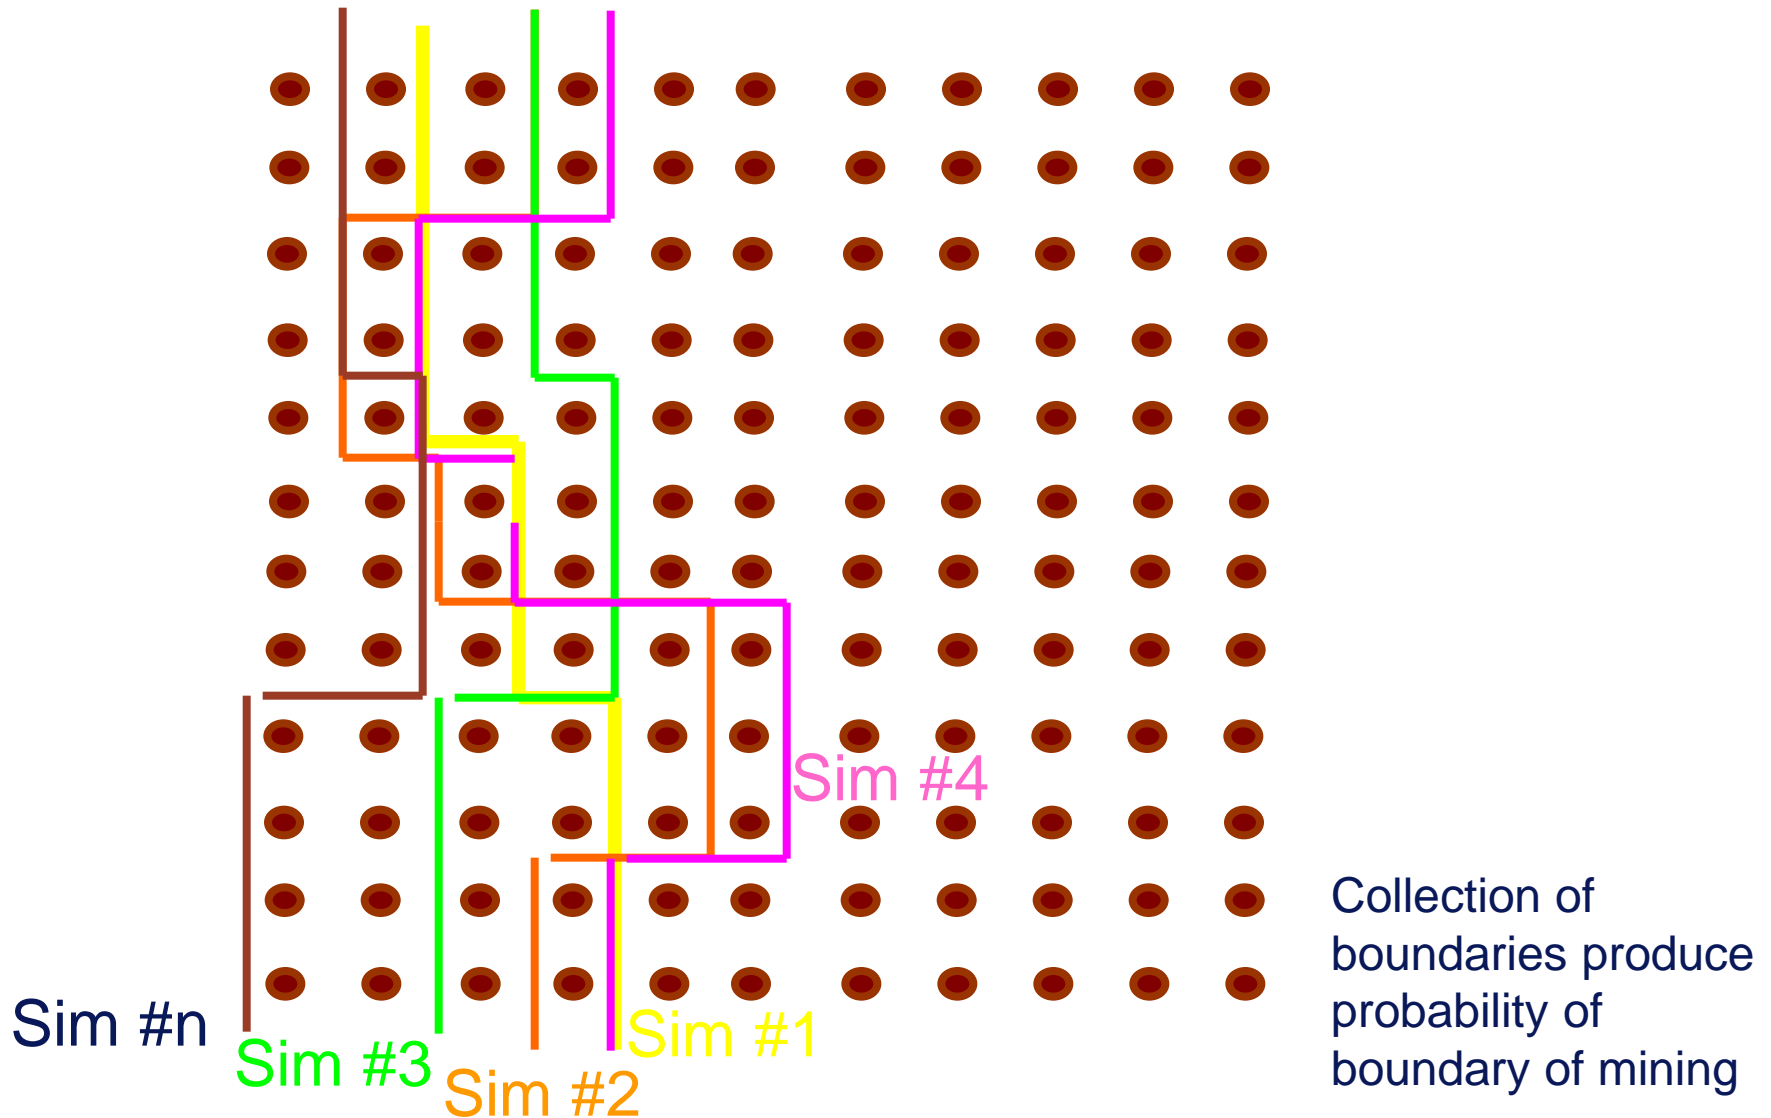 Sim #4
Collection of
boundaries produce
probability of
boundary of mining
Sim #n
Sim #3
Sim #2
Sim #1